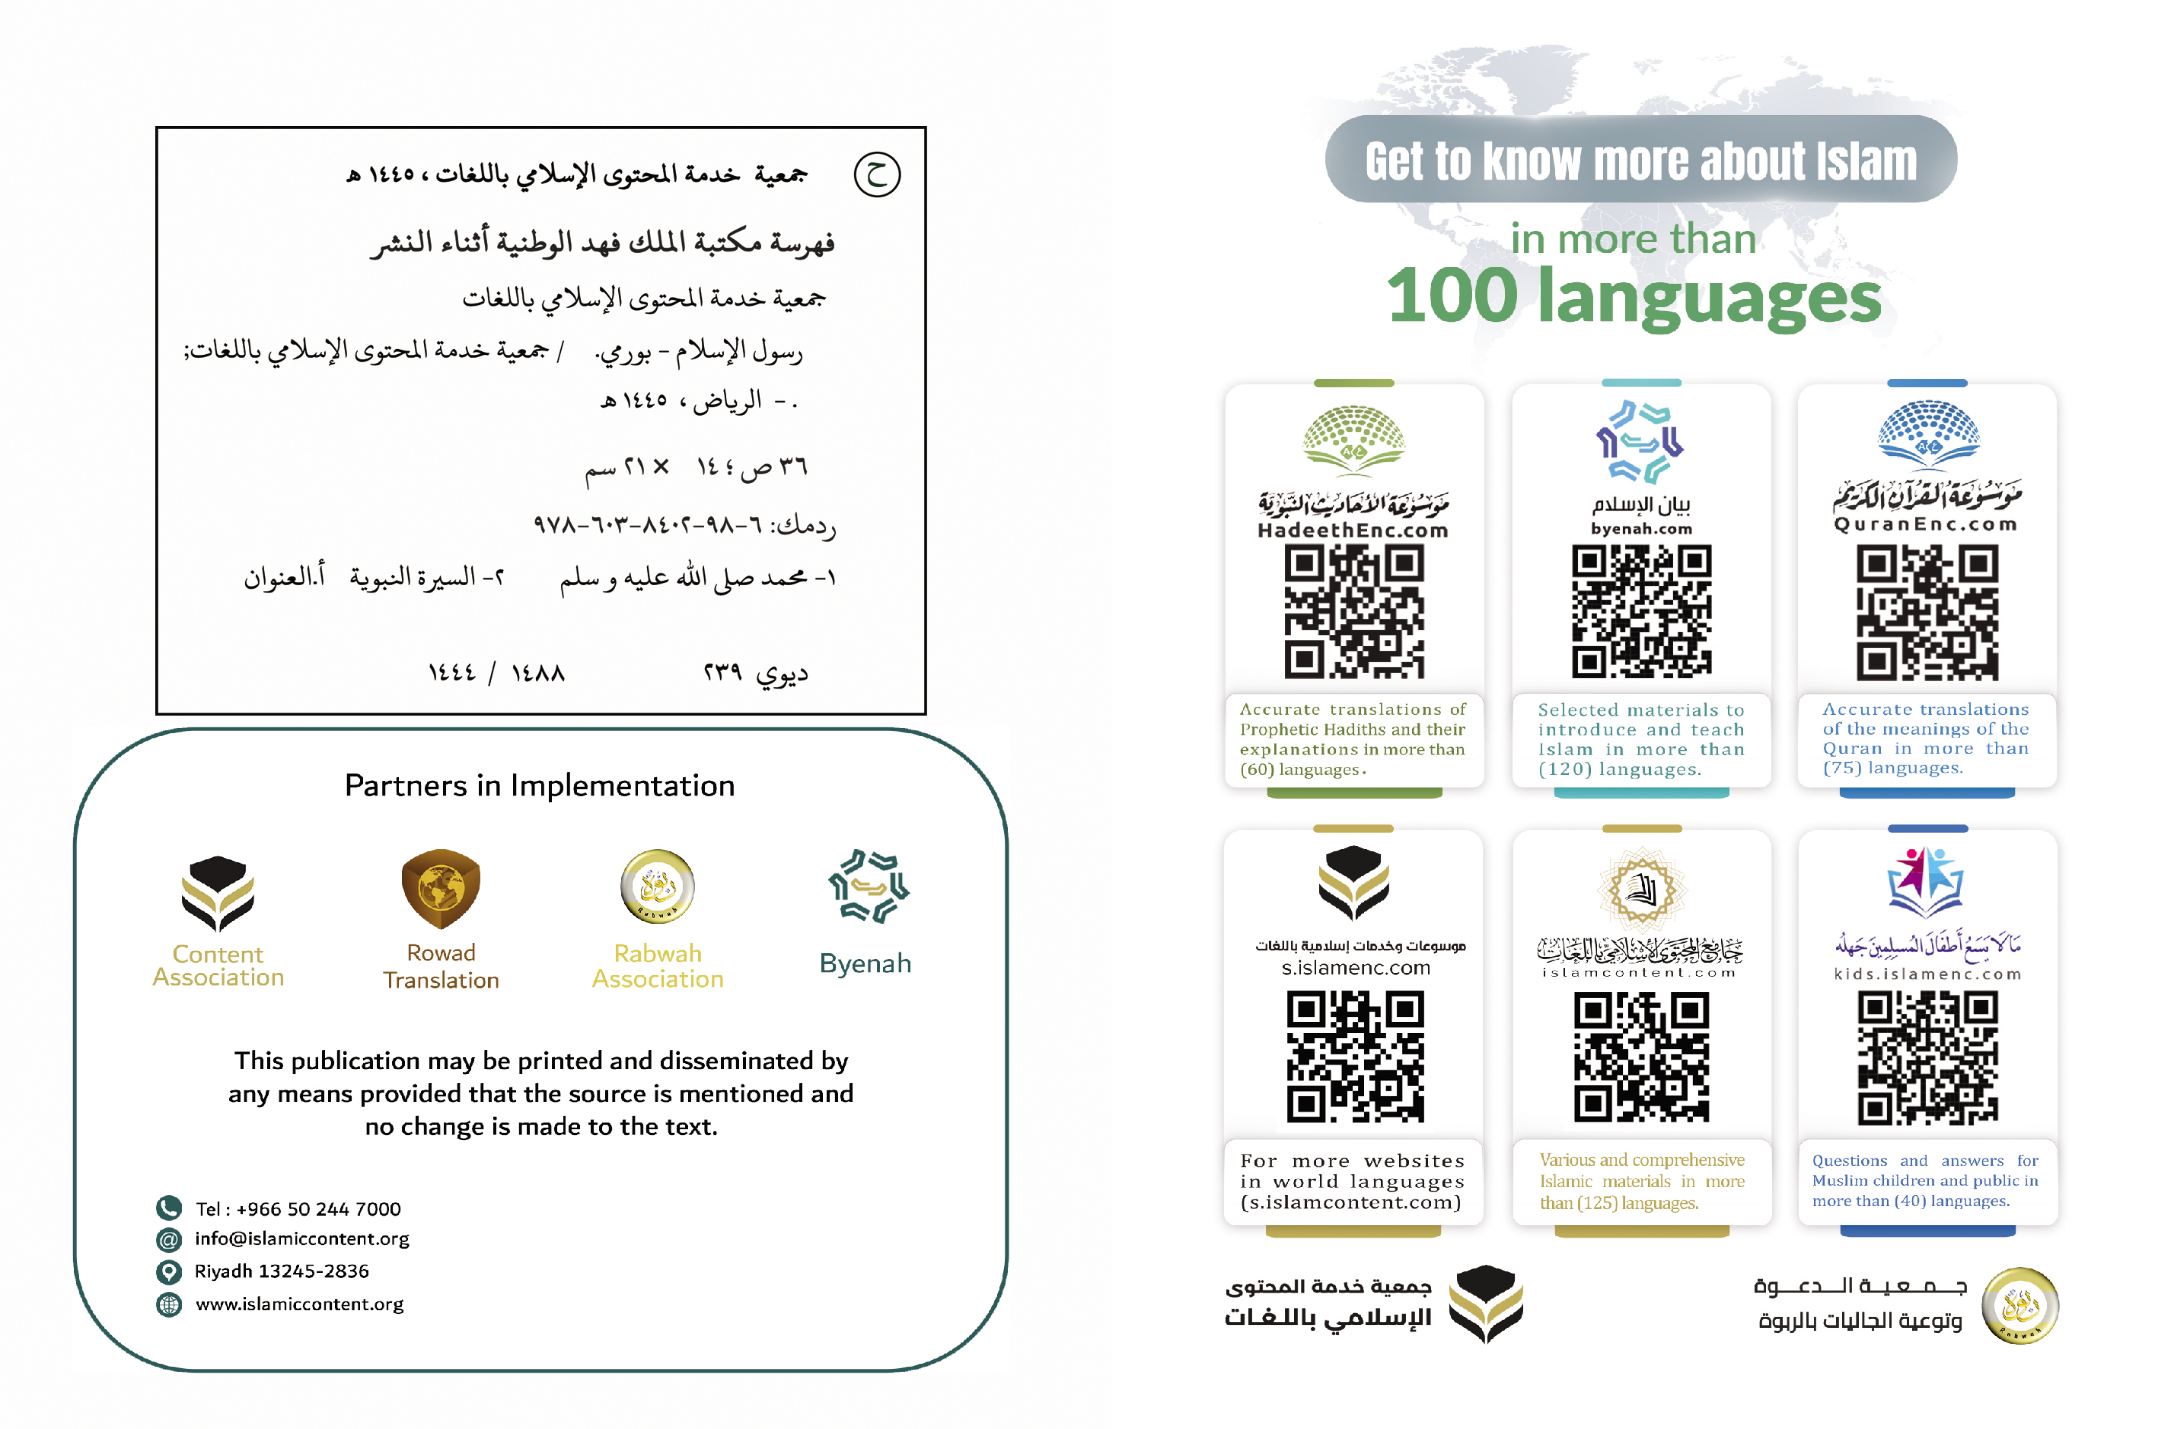 ح
جمعية خدمة المحتوى الإسلامي باللغات ، ١٤٤٥ هـ
فهرسة مكتبة الملك فهد الوطنية أثناء النشر
جمعية خدمة المحتوى الإسلامي باللغات
رسول الإسلام - بورمي. / جمعية خدمة المحتوى الإسلامي باللغات؛
. - الرياض ، ١٤٤٥ هـ
٣٦ ص ؛ ١٤ × ٢١ سم
ردمك: ٦-٩٨-٨٤٠٢-٦٠٣-٩٧٨
١- محمد صلى الله عليه و سلم ٢- السيرة النبوية أ.العنوان
ديوي ٢٣٩ ١٤٨٨ / ١٤٤٤
Partners in Implementation
Content
Association
Rowad
Translation
ربوة
Rabwah
Rabwah
Association
Byenah
This publication may be printed and disseminated by
any means provided that the source is mentioned and
no change is made to the text.
Tel : +966 50 244 7000
info@islamiccontent.org
Riyadh 13245-2836
www.islamiccontent.org
Get to know more about Islam
in more than
100 languages
موسوعة الأحاديث النبوية
HadeethEnc.com
Accurate translations of
Prophetic Hadiths and their
explanations in more than
(60) languages.
بيان الإسلام
byenah.com
Selected materials to
introduce and teach
Islam in more than
(120) languages.
موسوعة القرآن الكريم
QuranEnc.com
Accurate translations
of the meanings of the
Quran in more than
(75) languages.
موسوعات وخدمات إسلامية باللغات
s.islamenc.com
For more websites
in world languages
(s.islamcontent.com)
جامع المحتوى الإسلامي باللغات
islamcontent.com
Various and comprehensive
Islamic materials in more
than (125) languages.
مَا لَا يَسَعُ أَطفَالَ المُسلِمِينَ جَهلُه
kids.islamenc.com
Questions and answers for
Muslim children and public in
more than (40) languages.
جمعية خدمة المحتوى
الإسلامي باللغات
جمعية الدعوة
وتوعية الجاليات بالربوة
ربوة
Rabwah